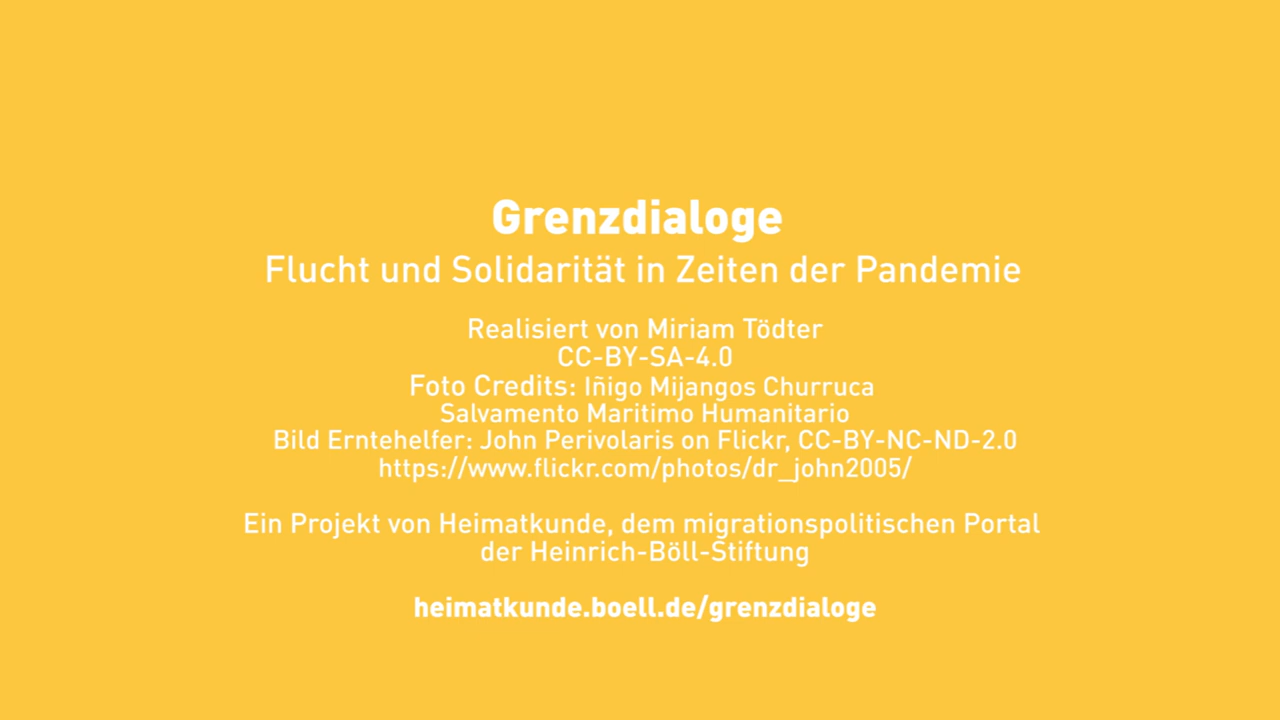 Grenzdialoge
Flucht und Solidarität in Zeiten der Pandemie
Realisiert von Miriam Tödter
CC-BY-SA-4.0
Foto Credits: Iñigo Mijangos Churruca
Salvamento Maritimo Humanitario
Bild Erntehelfer: John Perivolaris on Flickr, CC-BY-NC-ND-2.0
https://www.flickr.com/photos/dr_john2005/
Ein Projekt von Heimatkunde, dem migrationspolitischen Portal
der Heinrich-Böll-Stiftung
heimatkunde.boell.de/grenzdialoge